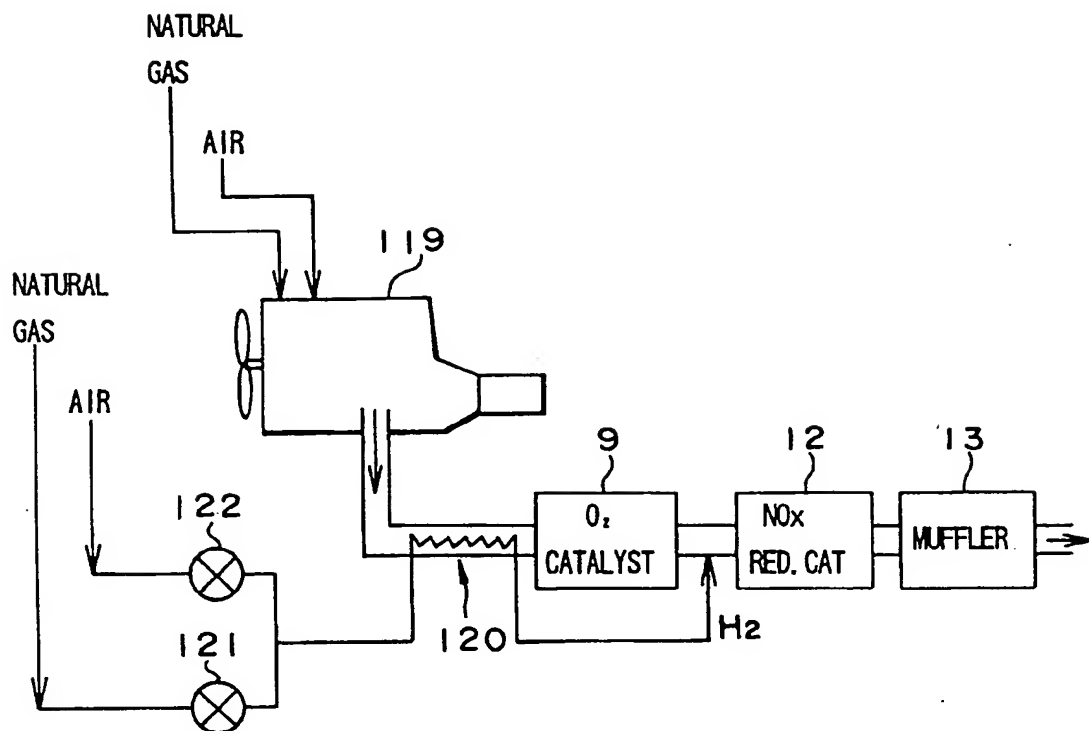 NATURAL
GAS
AIR
119
NATURAL
GAS
AIR
9
12
13
122
O₂
CATALYST
NOx
RED. CAT
MUFFLER
120
H2
121